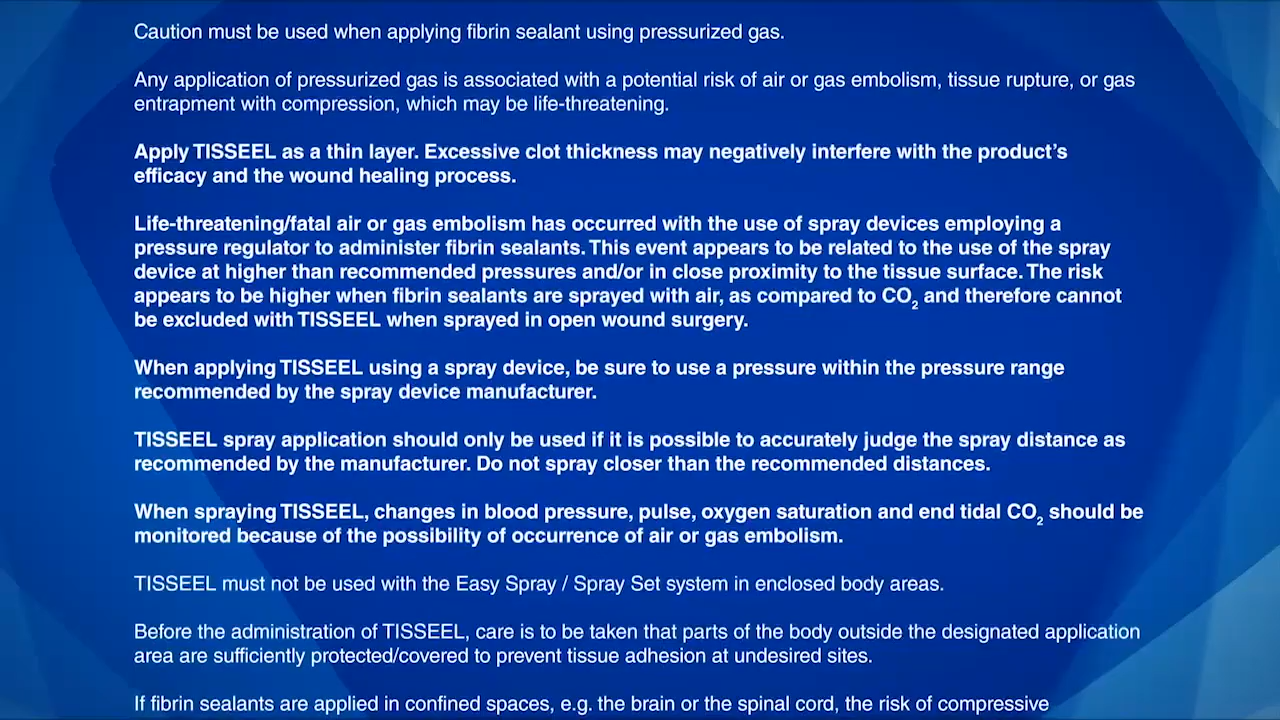 Caution must be used when applying fibrin sealant using pressurized gas.
Any application of pressurized gas is associated with a potential risk of air or gas embolism, tissue rupture, or gas
entrapment with compression, which may be life-threatening.
Apply TISSEEL as a thin layer. Excessive clot thickness may negatively interfere with the product’s
efficacy and the wound healing process.
Life-threatening/fatal air or gas embolism has occurred with the use of spray devices employing a
pressure regulator to administer fibrin sealants. This event appears to be related to the use of the spray
device at higher than recommended pressures and/or in close proximity to the tissue surface. The risk
appears to be higher when fibrin sealants are sprayed with air, as compared to CO₂ and therefore cannot
be excluded with TISSEEL when sprayed in open wound surgery.
When applying TISSEEL using a spray device, be sure to use a pressure within the pressure range
recommended by the spray device manufacturer.
TISSEEL spray application should only be used if it is possible to accurately judge the spray distance as
recommended by the manufacturer. Do not spray closer than the recommended distances.
When spraying TISSEEL, changes in blood pressure, pulse, oxygen saturation and end tidal CO₂ should be
monitored because of the possibility of occurrence of air or gas embolism.
TISSEEL must not be used with the Easy Spray / Spray Set system in enclosed body areas.
Before the administration of TISSEEL, care is to be taken that parts of the body outside the designated application
area are sufficiently protected/covered to prevent tissue adhesion at undesired sites.
If fibrin sealants are applied in confined spaces, e.g. the brain or the spinal cord, the risk of compressive